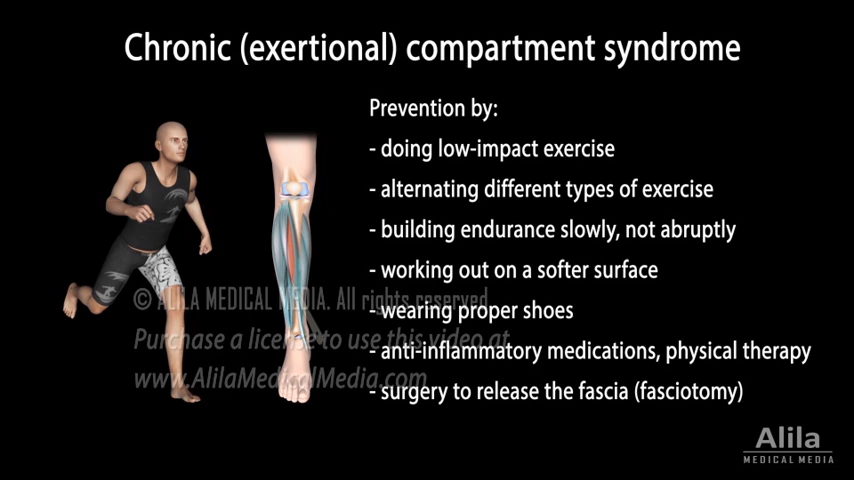 Chronic (exertional) compartment syndrome
Prevention by:
- doing low-impact exercise
- alternating different types of exercise
- building endurance slowly, not abruptly
- working out on a softer surface
© ALILA MEDICAL MEDIA. All rights reserved
- wearing proper shoes
Purchase a license to use this video at
- anti-inflammatory medications, physical therapy
www.AlilaMedicalMedia.com
- surgery to release the fascia (fasciotomy)
Alila
MEDICAL MEDIA